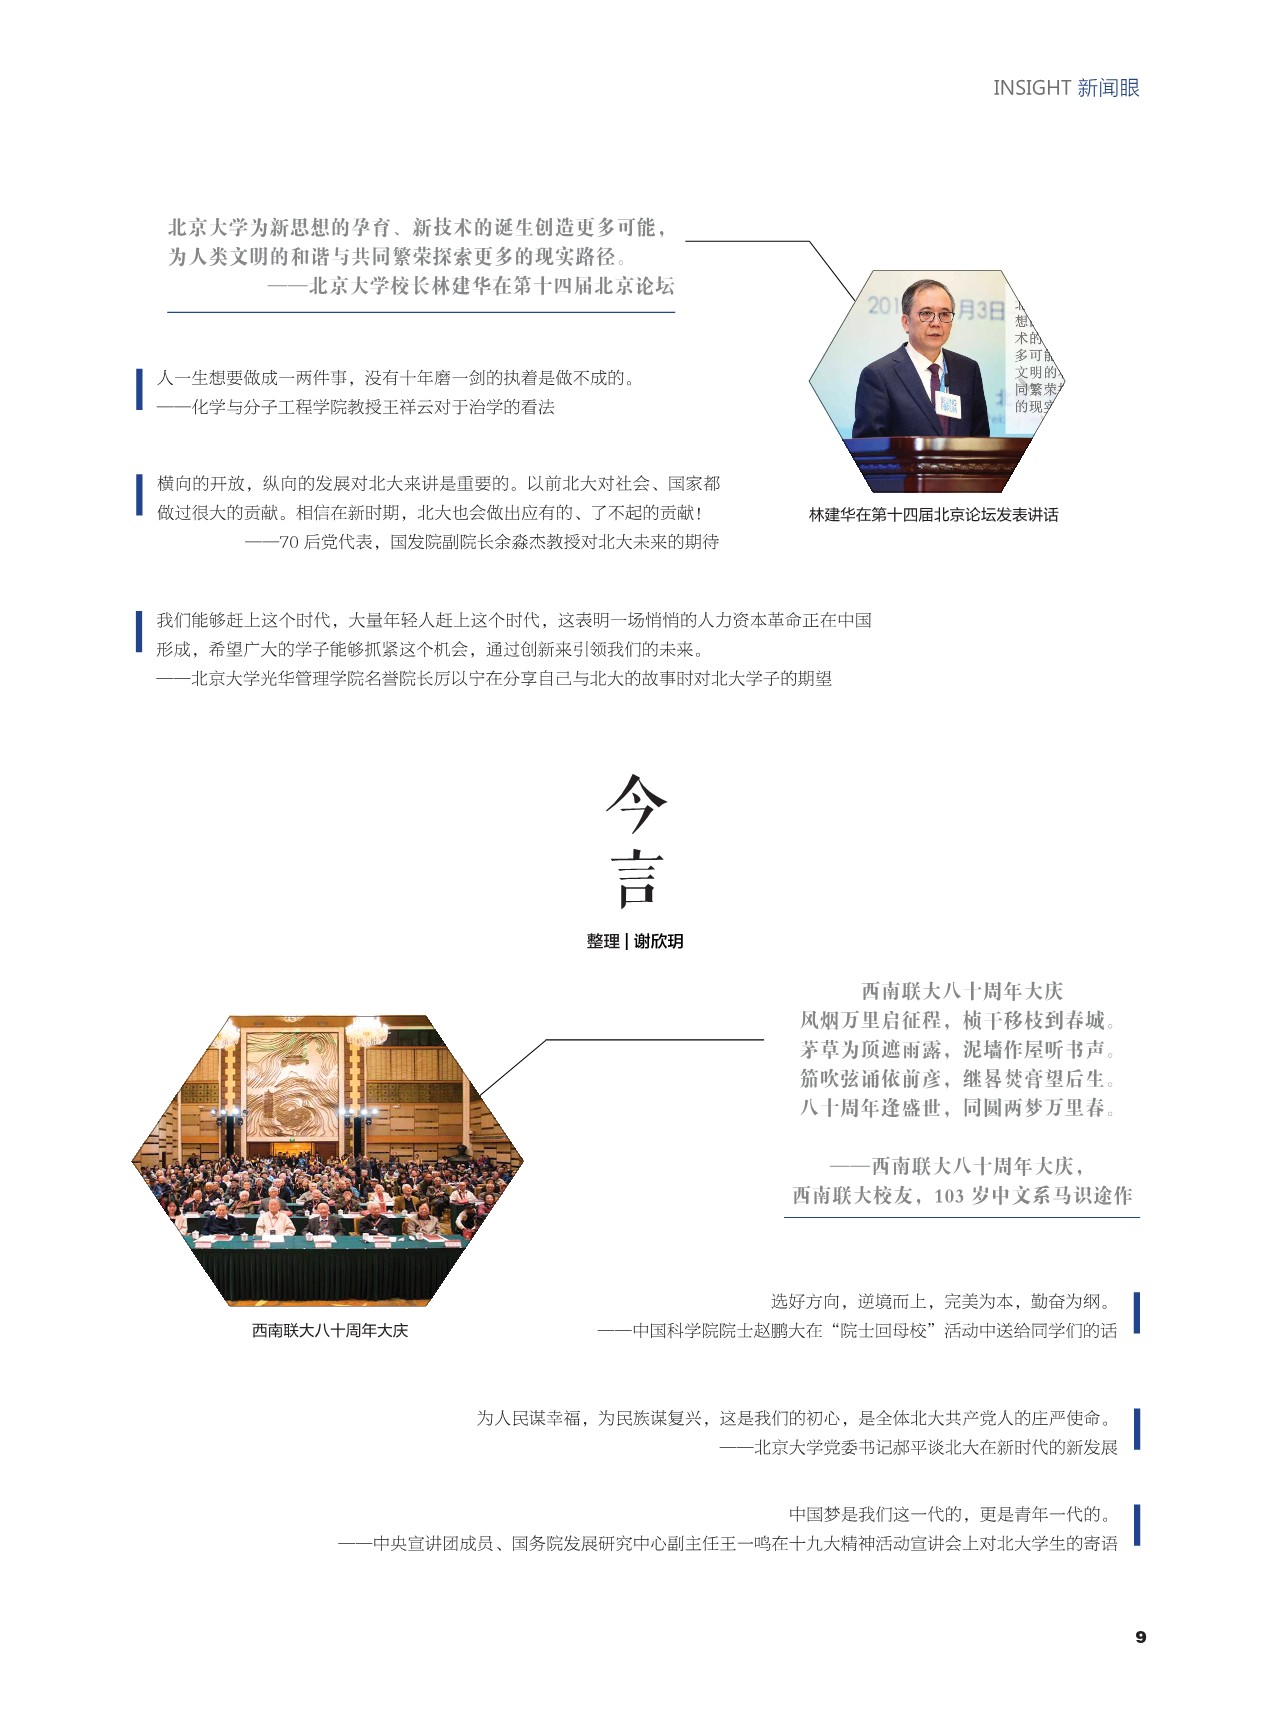 INSIGHT 新闻眼
北京大学为新思想的孕育、新技术的诞生创造更多可能，
为人类文明的和谐与共同繁荣探索更多的现实路径。
——北京大学校长林建华在第十四届北京论坛
人一生想要做成一两件事，没有十年磨一剑的执着是做不成的。
——化学与分子工程学院教授王祥云对于治学的看法
横向的开放，纵向的发展对北大来讲是重要的。以前北大对社会、国家都
做过很大的贡献。相信在新时期，北大也会做出应有的、了不起的贡献！
——70 后党代表，国发院副院长余淼杰教授对北大未来的期待
201
月3日
想
术的
多可能
文明的
同繁荣
的现实
林建华在第十四届北京论坛发表讲话
我们能够赶上这个时代，大量年轻人赶上这个时代，这表明一场悄悄的人力资本革命正在中国
形成，希望广大的学子能够抓紧这个机会，通过创新来引领我们的未来。
——北京大学光华管理学院名誉院长厉以宁在分享自己与北大的故事时对北大学子的期望
今
言
整理 | 谢欣玥
西南联大八十周年大庆
风烟万里启征程，桢干移枝到春城。
茅草为顶遮雨露，泥墙作屋听书声。
笳吹弦诵依前彦，继晷焚膏望后生。
八十周年逢盛世，同圆两梦万里春。
——西南联大八十周年大庆，
西南联大校友，103 岁中文系马识途作
西南联大八十周年大庆
选好方向，逆境而上，完美为本，勤奋为纲。
——中国科学院院士赵鹏大在“院士回母校”活动中送给同学们的话
为人民谋幸福，为民族谋复兴，这是我们的初心，是全体北大共产党人的庄严使命。
——北京大学党委书记郝平谈北大在新时代的新发展
中国梦是我们这一代的，更是青年一代的。
——中央宣讲团成员、国务院发展研究中心副主任王一鸣在十九大精神活动宣讲会上对北大学生的寄语
9